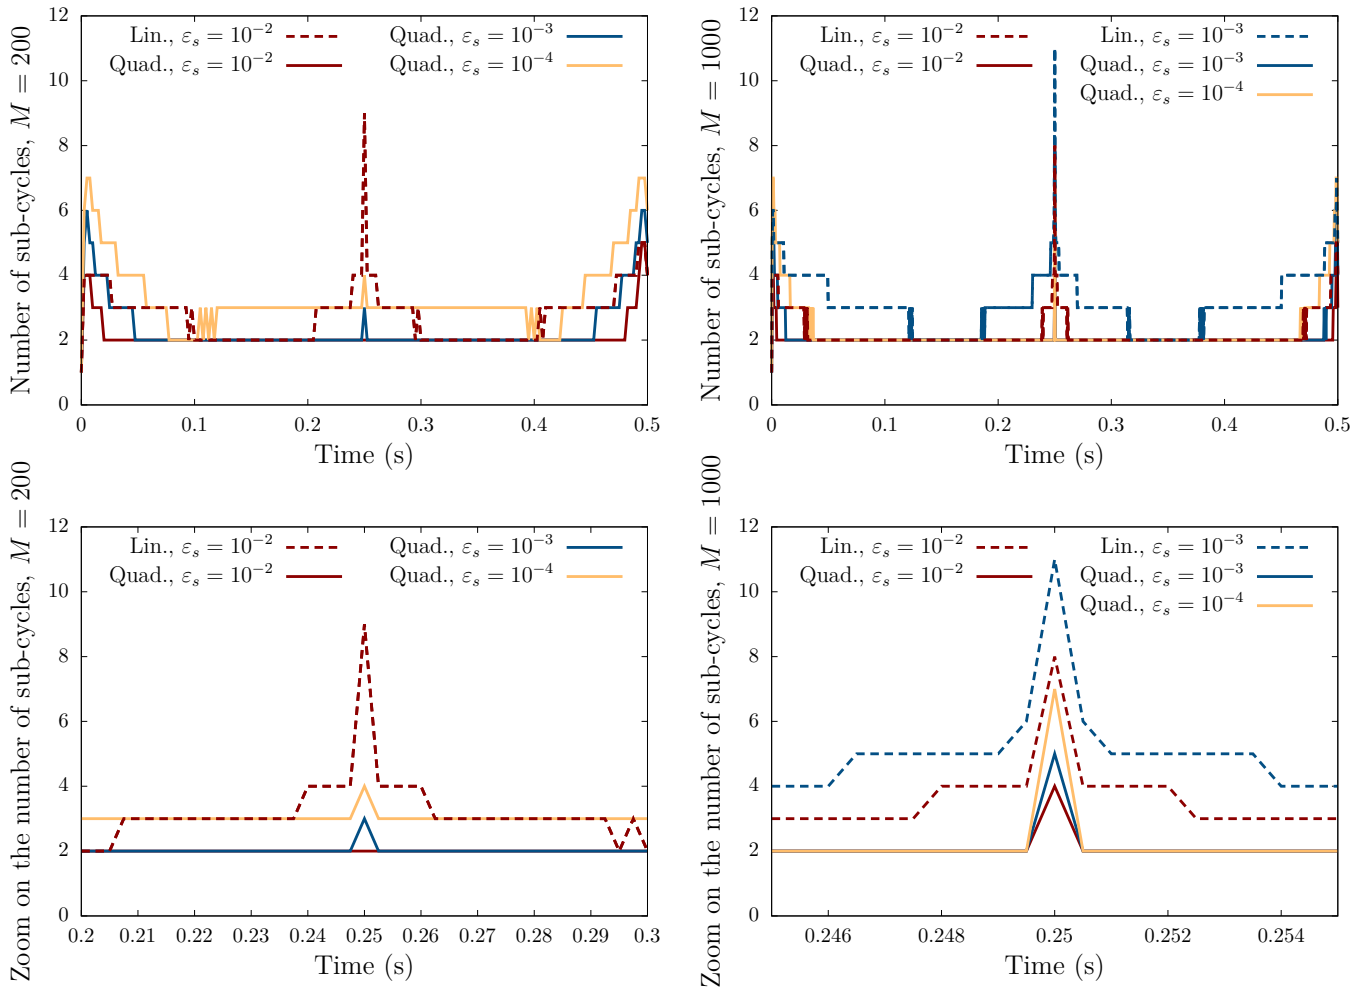 Number of sub-cycles, M = 200
12
10
8
6
4
2
0
Lin., εs = 10⁻²
Quad., εs = 10⁻²
Quad., εs = 10⁻³
Quad., εs = 10⁻⁴
0 0.1 0.2 0.3 0.4 0.5
Time (s)
Number of sub-cycles, M = 1000
12
10
8
6
4
2
0
Lin., εs = 10⁻²
Quad., εs = 10⁻²
Lin., εs = 10⁻³
Quad., εs = 10⁻³
Quad., εs = 10⁻⁴
0 0.1 0.2 0.3 0.4 0.5
Time (s)
Zoom on the number of sub-cycles, M = 200
12
10
8
6
4
2
0
Lin., εs = 10⁻²
Quad., εs = 10⁻²
Quad., εs = 10⁻³
Quad., εs = 10⁻⁴
0.2 0.21 0.22 0.23 0.24 0.25 0.26 0.27 0.28 0.29 0.3
Time (s)
Zoom on the number of sub-cycles, M = 1000
12
10
8
6
4
2
0
Lin., εs = 10⁻²
Quad., εs = 10⁻²
Lin., εs = 10⁻³
Quad., εs = 10⁻³
Quad., εs = 10⁻⁴
0.246 0.248 0.25 0.252 0.254
Time (s)